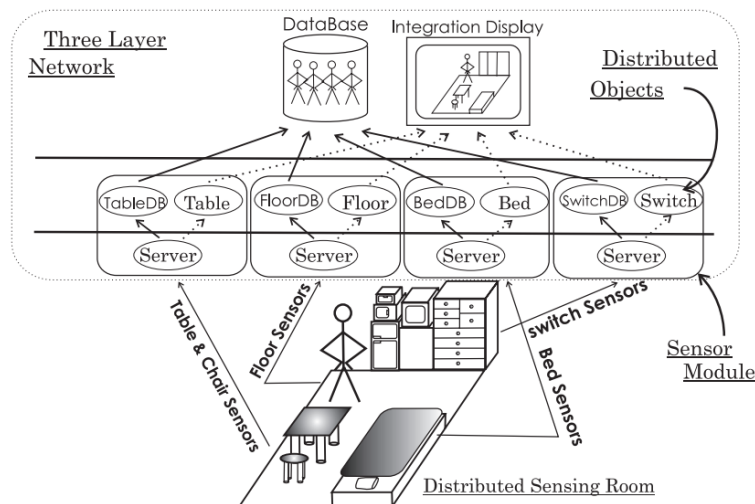 DataBase
Integration Display
Three Layer
Network
Distributed
Objects
TableDB
Table
FloorDB
Floor
BedDB
Bed
SwitchDB
Switch
Server
Server
Server
Server
Table & Chair Sensors
Floor Sensors
switch Sensors
Bed Sensors
Sensor
Module
Distributed Sensing Room